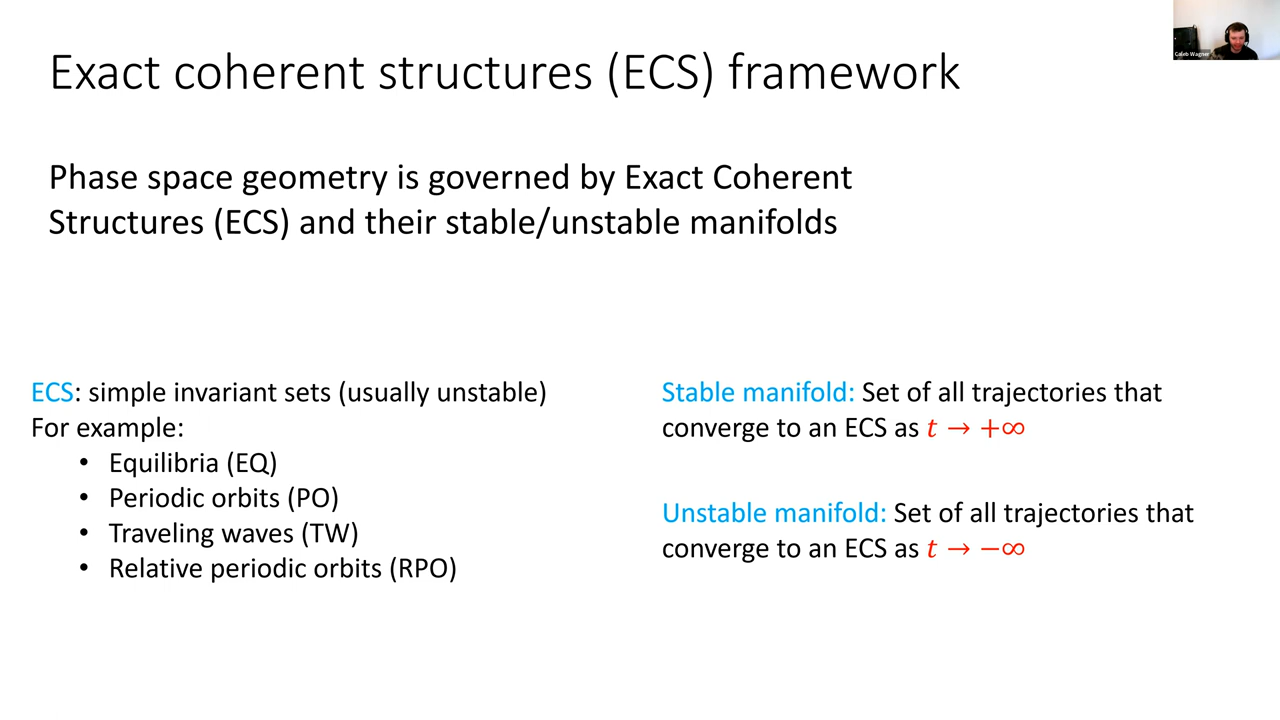 Exact coherent structures (ECS) framework
Caleb Wagner
Phase space geometry is governed by Exact Coherent
Structures (ECS) and their stable/unstable manifolds
ECS: simple invariant sets (usually unstable)
For example:
• Equilibria (EQ)
• Periodic orbits (PO)
• Traveling waves (TW)
• Relative periodic orbits (RPO)
Stable manifold: Set of all trajectories that
converge to an ECS as t → +∞
Unstable manifold: Set of all trajectories that
converge to an ECS as t → −∞